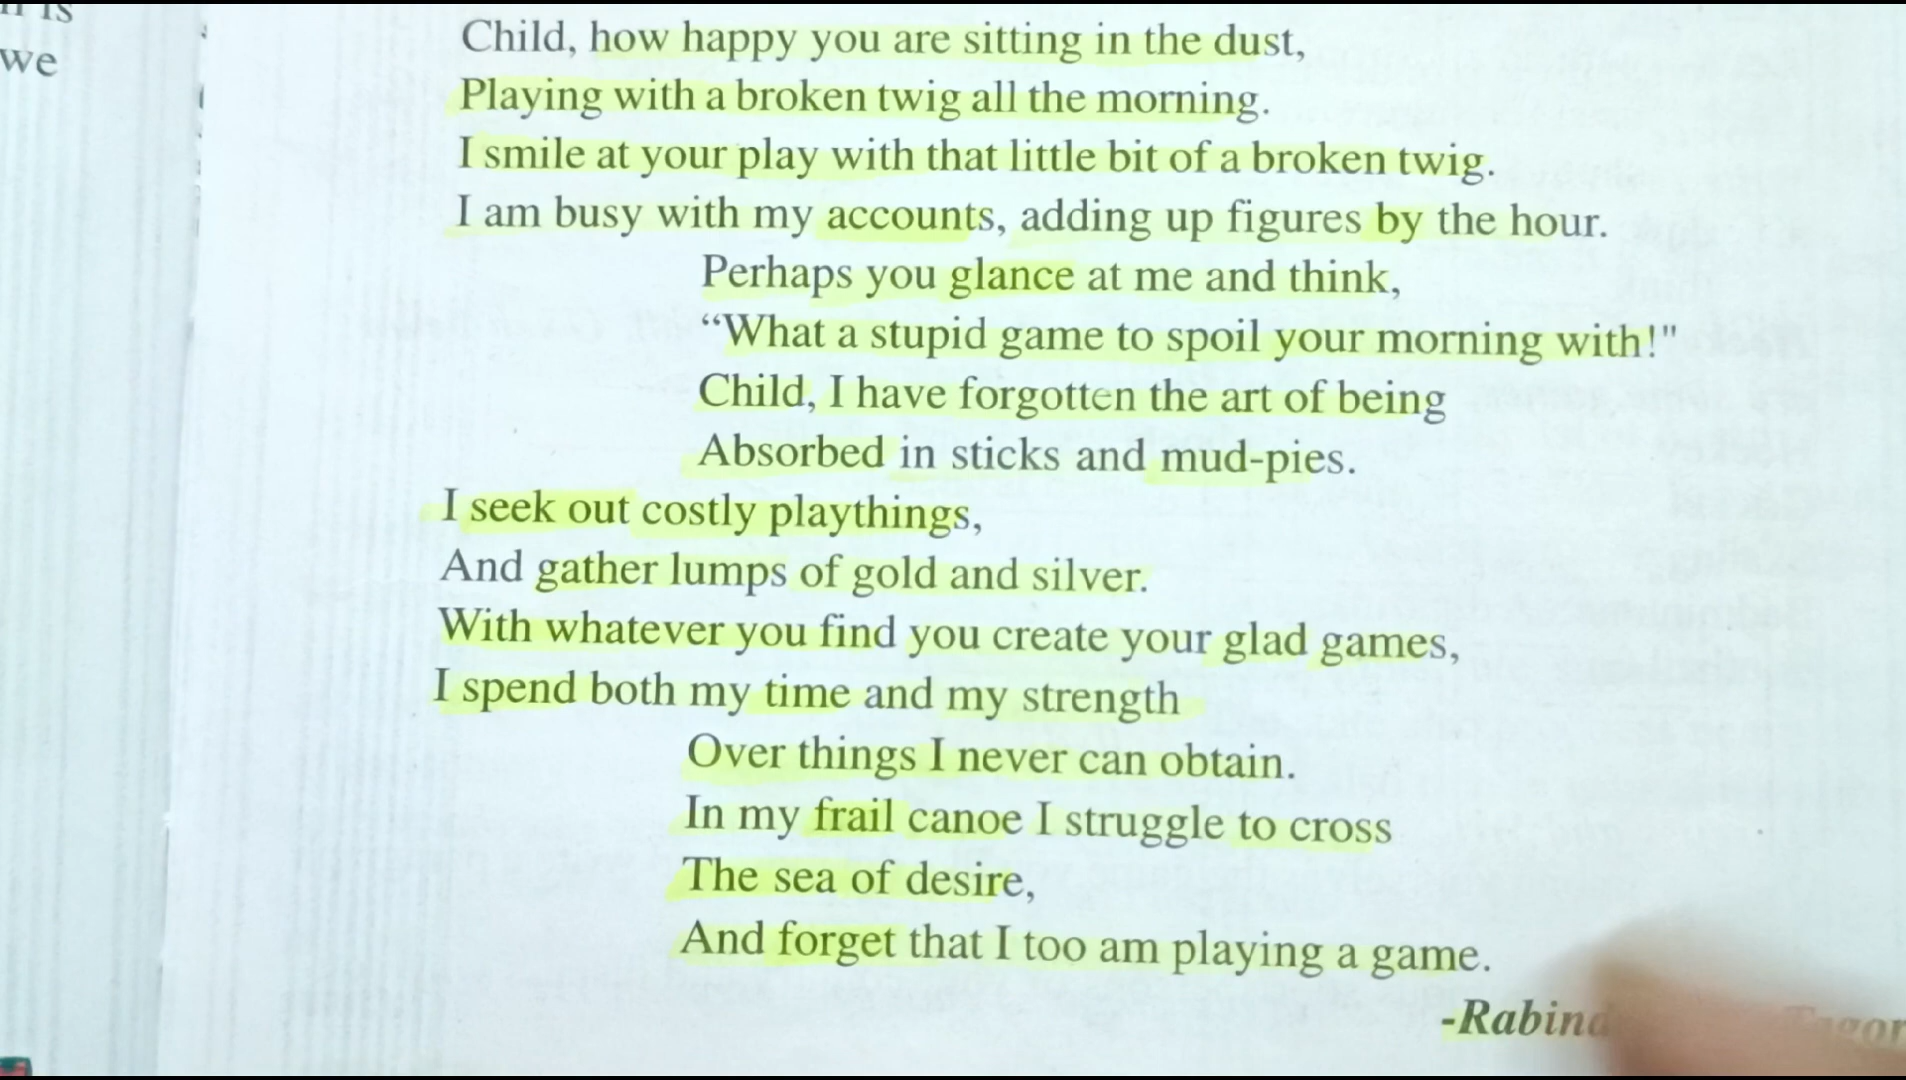 is
we
Child, how happy you are sitting in the dust,
Playing with a broken twig all the morning.
I smile at your play with that little bit of a broken twig.
I am busy with my accounts, adding up figures by the hour.
Perhaps you glance at me and think,
“What a stupid game to spoil your morning with!"
Child, I have forgotten the art of being
Absorbed in sticks and mud-pies.
I seek out costly playthings,
And gather lumps of gold and silver.
With whatever you find you create your glad games,
I spend both my time and my strength
Over things I never can obtain.
In my frail canoe I struggle to cross
The sea of desire,
And forget that I too am playing a game.